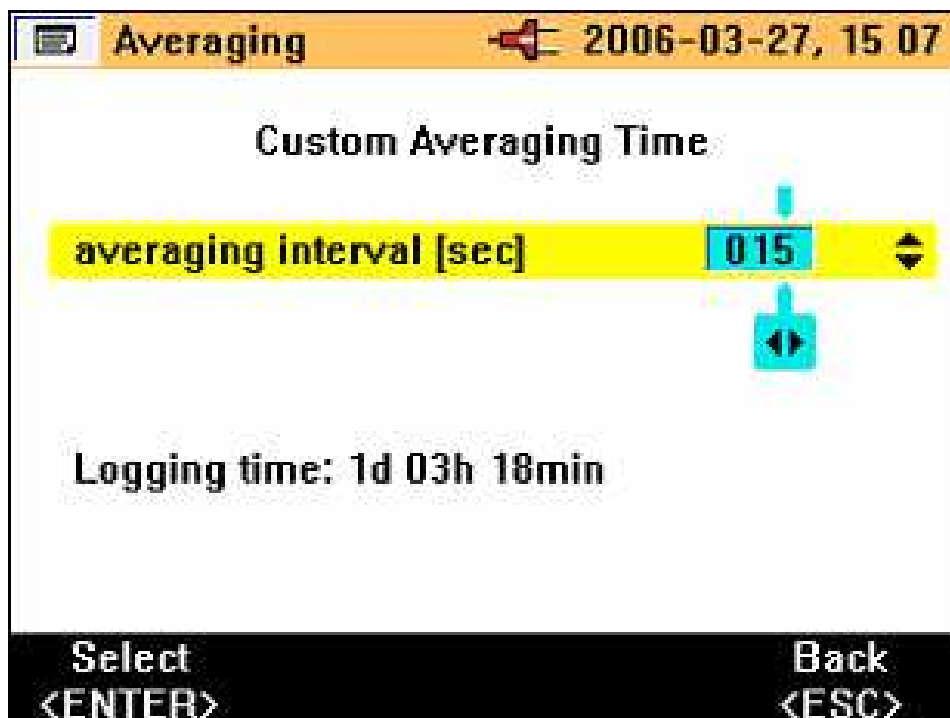 Averaging 2006-03-27, 15 07
Custom Averaging Time
averaging interval [sec] 015
Logging time: 1d 03h 18min
Select Back
<ENTER> <ESC>